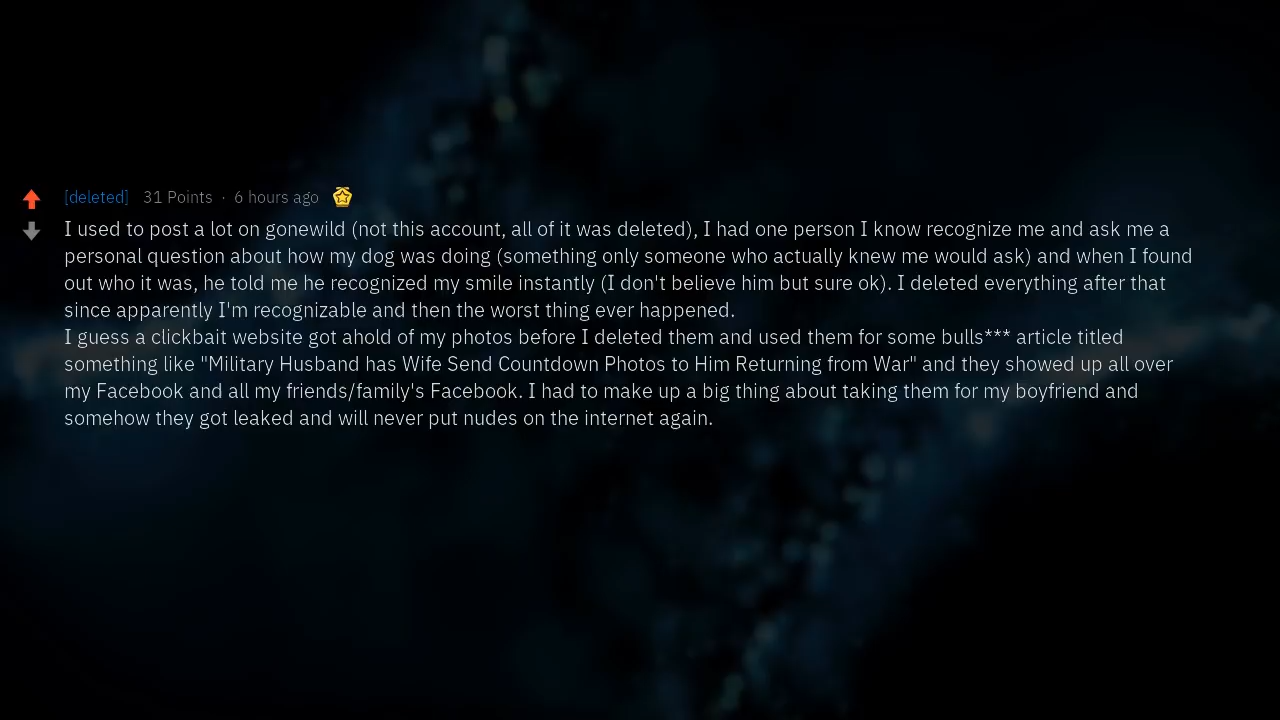 [deleted] 31 Points · 6 hours ago
I used to post a lot on gonewild (not this account, all of it was deleted), I had one person I know recognize me and ask me a
personal question about how my dog was doing (something only someone who actually knew me would ask) and when I found
out who it was, he told me he recognized my smile instantly (I don't believe him but sure ok). I deleted everything after that
since apparently I'm recognizable and then the worst thing ever happened.
I guess a clickbait website got ahold of my photos before I deleted them and used them for some bulls*** article titled
something like "Military Husband has Wife Send Countdown Photos to Him Returning from War" and they showed up all over
my Facebook and all my friends/family's Facebook. I had to make up a big thing about taking them for my boyfriend and
somehow they got leaked and will never put nudes on the internet again.